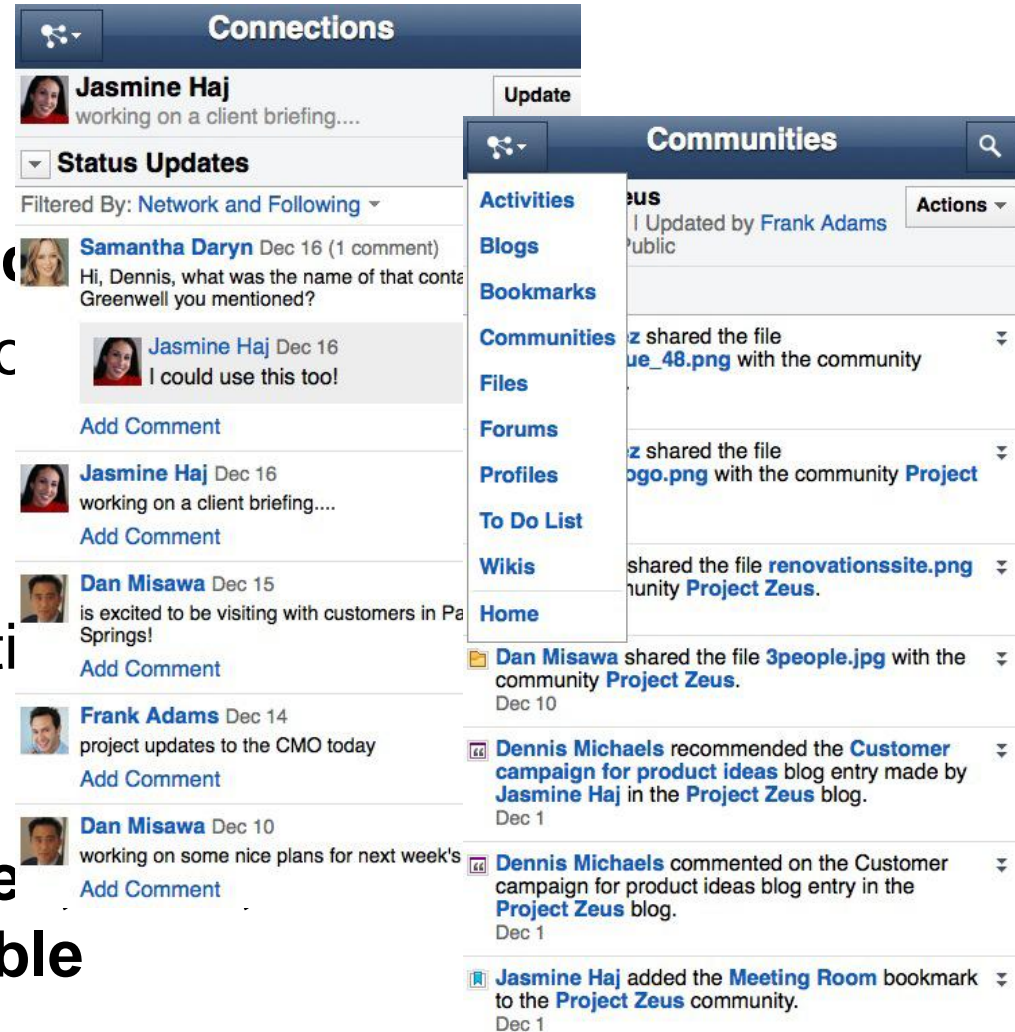 Connections
Jasmine Haj
working on a client briefing....
Update
Status Updates
Filtered By: Network and Following
Samantha Daryn Dec 16 (1 comment)
Hi, Dennis, what was the name of that
Greenwell you mentioned?
Jasmine Haj Dec 16
I could use this too!
Add Comment
Jasmine Haj Dec 16
working on a client briefing....
Add Comment
Dan Misawa Dec 15
is excited to be visiting with customers in
Springs!
Add Comment
Frank Adams Dec 14
project updates to the CMO today
Add Comment
Dan Misawa Dec 10
working on some nice plans for next week's
Add Comment
ble
Communities
Activities
Blogs
Bookmarks
Communities
Files
Forums
Profiles
To Do List
Wikis
Home
eus
| Updated by Frank Adams
Public
Actions
z shared the file
ue_48.png with the community
z shared the file
ogo.png with the community Project
shared the file renovationssite.png
munity Project Zeus.
Dan Misawa shared the file 3people.jpg with the
community Project Zeus.
Dec 10
Dennis Michaels recommended the Customer
campaign for product ideas blog entry made by
Jasmine Haj in the Project Zeus blog.
Dec 1
Dennis Michaels commented on the Customer
campaign for product ideas blog entry in the
Project Zeus blog.
Dec 1
Jasmine Haj added the Meeting Room bookmark
to the Project Zeus community.
Dec 1